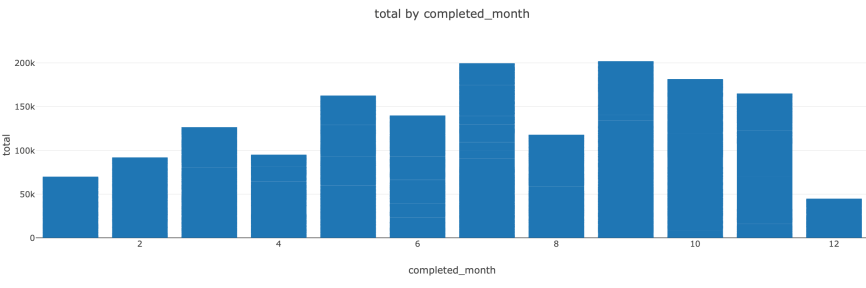 total by completed_month
200k
150k
100k
50k
0
total
2 4 6 8 10 12
completed_month